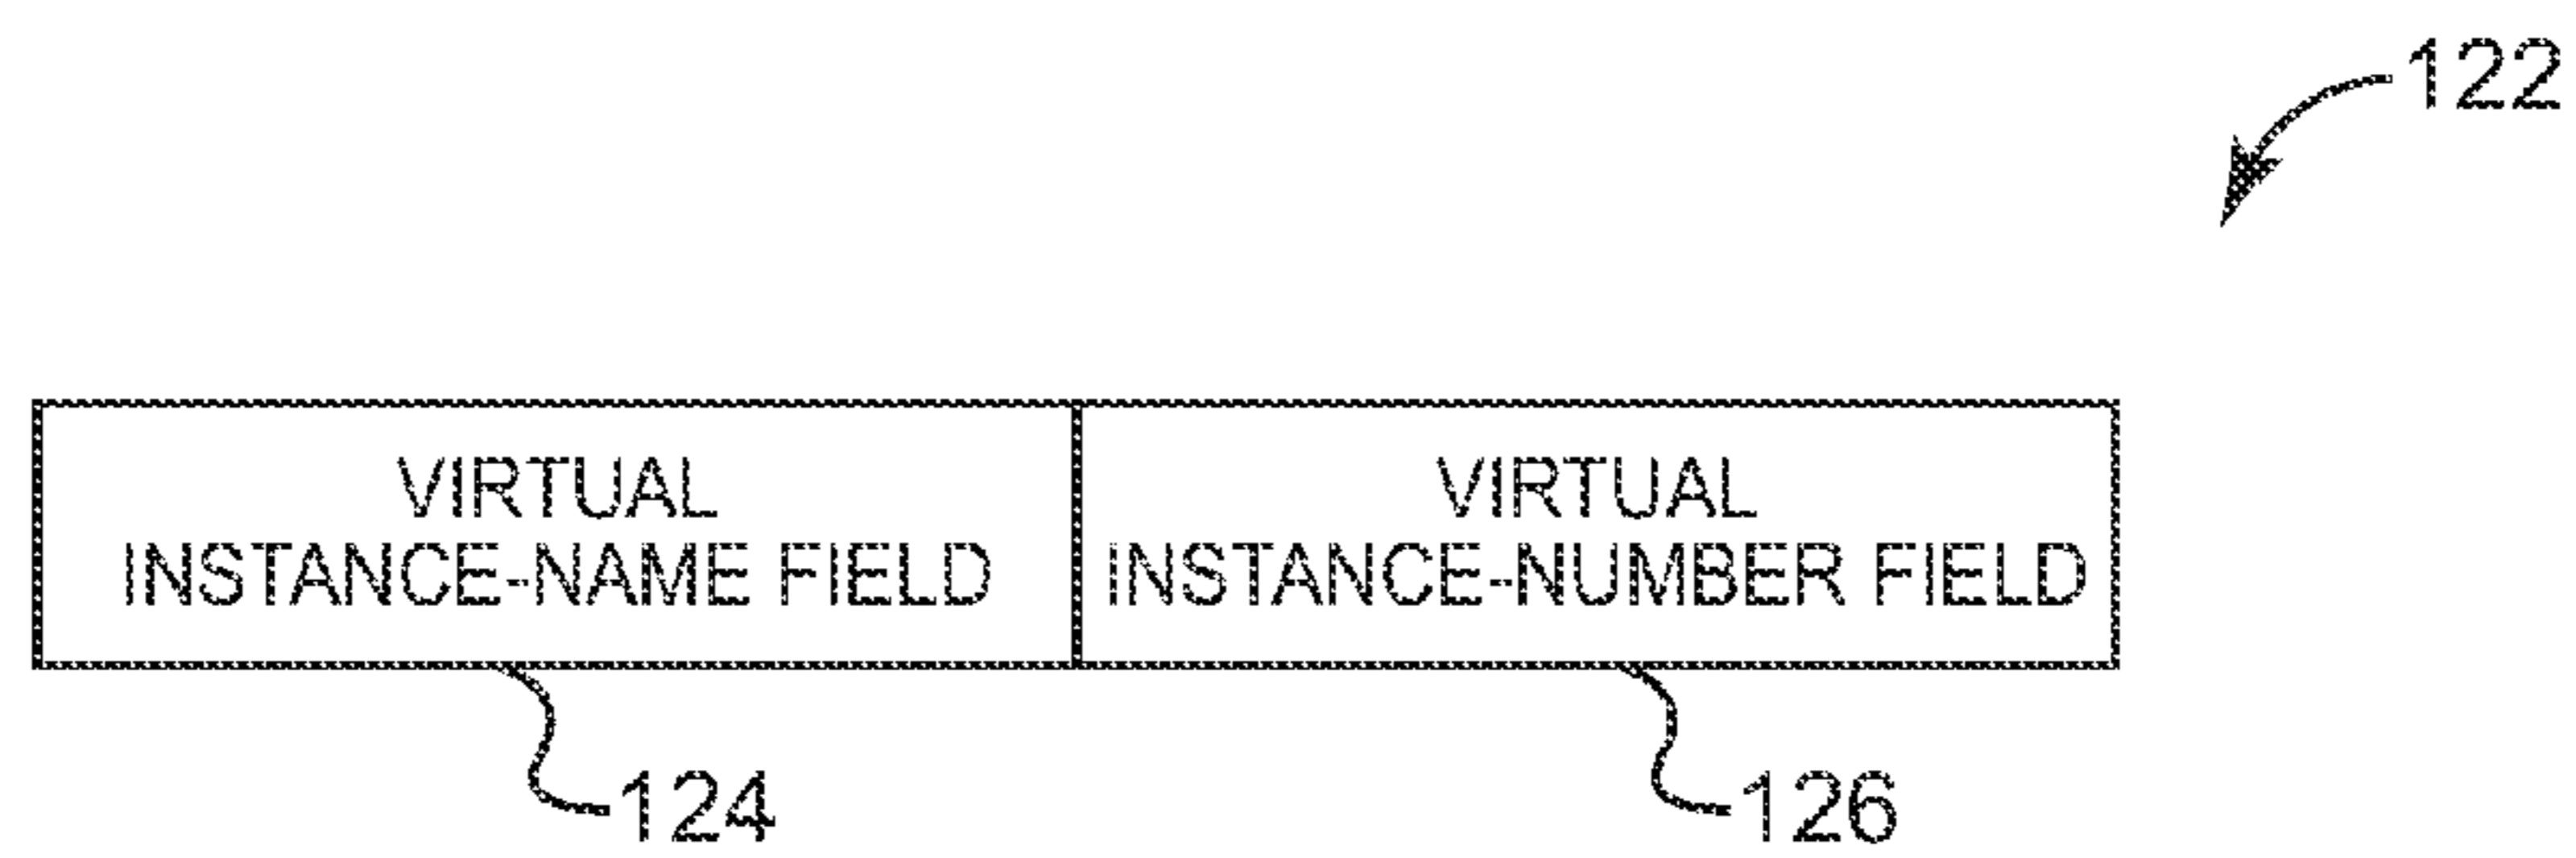 122
VIRTUAL
INSTANCE-NAME FIELD
VIRTUAL
INSTANCE-NUMBER FIELD
124
126